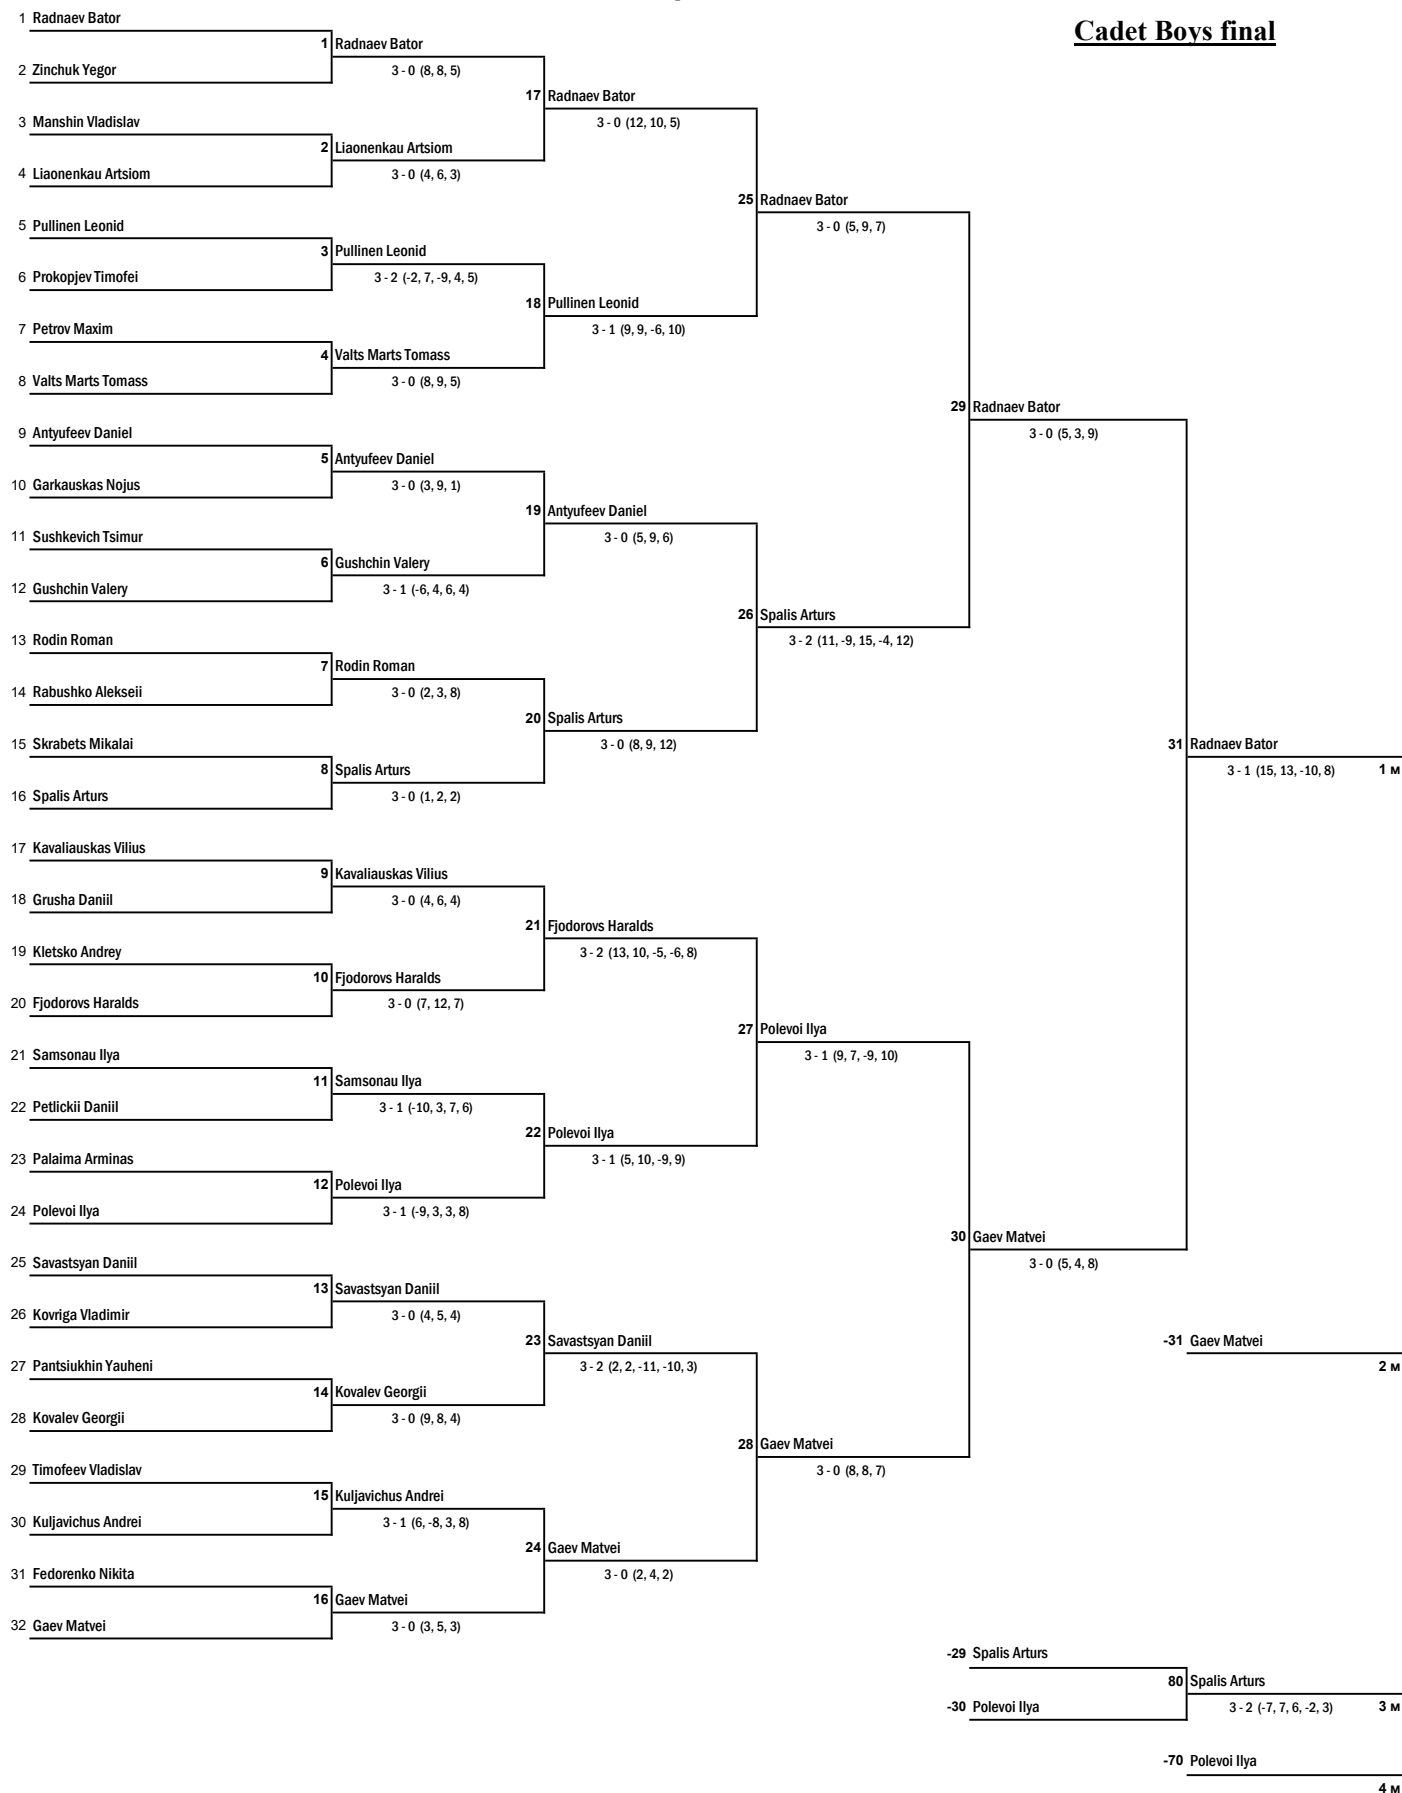 Cadet Boys final
1 Radnaev Bator
1 Radnaev Bator
2 Zinchuk Yegor
3 - 0 (8, 8, 5)
17 Radnaev Bator
3 Manshin Vladislav
3 - 0 (12, 10, 5)
2 Liaonenkau Artsiom
4 Liaonenkau Artsiom
3 - 0 (4, 6, 3)
25 Radnaev Bator
5 Pullinen Leonid
3 - 0 (5, 9, 7)
3 Pullinen Leonid
6 Prokopjev Timofei
3 - 2 (-2, 7, -9, 4, 5)
18 Pullinen Leonid
7 Petrov Maxim
3 - 1 (9, 9, -6, 10)
4 Valts Marts Tomass
8 Valts Marts Tomass
3 - 0 (8, 9, 5)
29 Radnaev Bator
9 Antyufeev Daniel
3 - 0 (5, 3, 9)
5 Antyufeev Daniel
10 Garkauskas Nojus
3 - 0 (3, 9, 1)
19 Antyufeev Daniel
11 Sushkevich Tsimur
3 - 0 (5, 9, 6)
6 Gushchin Valery
12 Gushchin Valery
3 - 1 (-6, 4, 6, 4)
26 Spalis Arturs
13 Rodin Roman
3 - 2 (11, -9, 15, -4, 12)
7 Rodin Roman
14 Rabushko Alekseii
3 - 0 (2, 3, 8)
20 Spalis Arturs
15 Skrabets Mikalai
3 - 0 (8, 9, 12)
31 Radnaev Bator
8 Spalis Arturs
3 - 1 (15, 13, -10, 8) 1 м
16 Spalis Arturs
3 - 0 (1, 2, 2)
17 Kavaliauskas Vilius
9 Kavaliauskas Vilius
18 Grusha Daniil
3 - 0 (4, 6, 4)
21 Fjodorovs Haralds
19 Kletsko Andrey
3 - 2 (13, 10, -5, -6, 8)
10 Fjodorovs Haralds
20 Fjodorovs Haralds
3 - 0 (7, 12, 7)
27 Polevoi Ilya
21 Samsonau Ilya
3 - 1 (9, 7, -9, 10)
11 Samsonau Ilya
22 Petlickii Daniil
3 - 1 (-10, 3, 7, 6)
22 Polevoi Ilya
23 Palaima Arminas
3 - 1 (5, 10, -9, 9)
12 Polevoi Ilya
24 Polevoi Ilya
3 - 1 (-9, 3, 3, 8)
30 Gaev Matvei
25 Savastsyan Daniil
3 - 0 (5, 4, 8)
13 Savastsyan Daniil
26 Kovriga Vladimir
3 - 0 (4, 5, 4)
23 Savastsyan Daniil
-31 Gaev Matvei
27 Pantsiukhin Yauheni
3 - 2 (2, 2, -11, -10, 3)
2 м
14 Kovalev Georgii
28 Kovalev Georgii
3 - 0 (9, 8, 4)
28 Gaev Matvei
29 Timofeev Vladislav
3 - 0 (8, 8, 7)
15 Kuljavichus Andrei
30 Kuljavichus Andrei
3 - 1 (6, -8, 3, 8)
24 Gaev Matvei
31 Fedorenko Nikita
3 - 0 (2, 4, 2)
16 Gaev Matvei
32 Gaev Matvei
3 - 0 (3, 5, 3)
-29 Spalis Arturs
80 Spalis Arturs
-30 Polevoi Ilya
3 - 2 (-7, 7, 6, -2, 3) 3 м
-70 Polevoi Ilya
4 м